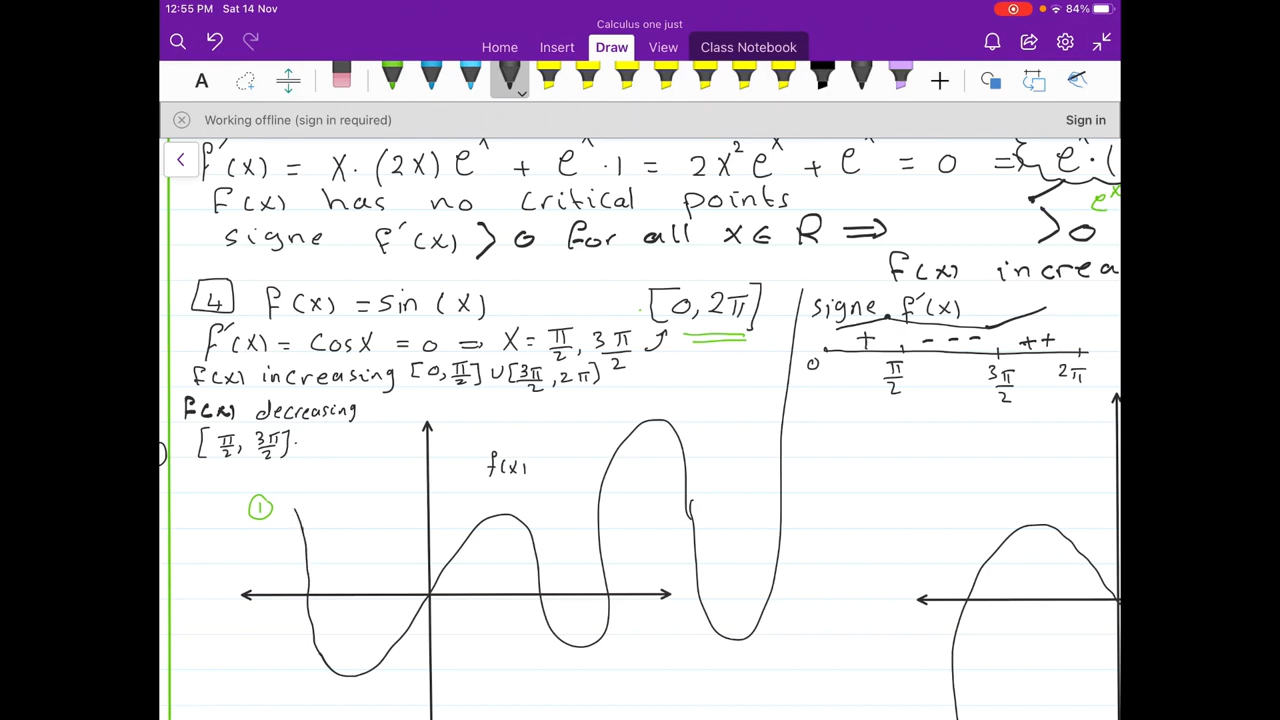 12:55 PM Sat 14 Nov
84%
Calculus one just
Home Insert Draw View Class Notebook
A
Working offline (sign in required)
Sign in
f'(x) = x·(2x)e^x + e^x·1 = 2x²e^x + e^x = 0 ⇒ e^x·(
f(x) has no critical points
e^x
signe f'(x) > 0 for all x ∈ R ⇒
> 0
f(x) increa
4 f(x) = sin(x) [0, 2π]
f'(x) = cosx = 0 ⇒ x = π/2, 3π/2
f(x) increasing [0, π/2] ∪ [3π/2, 2π)
f(x) decreasing
[π/2, 3π/2].
signe f'(x)
+ - - - ++
0 π/2 3π/2 2π
f(x)
1